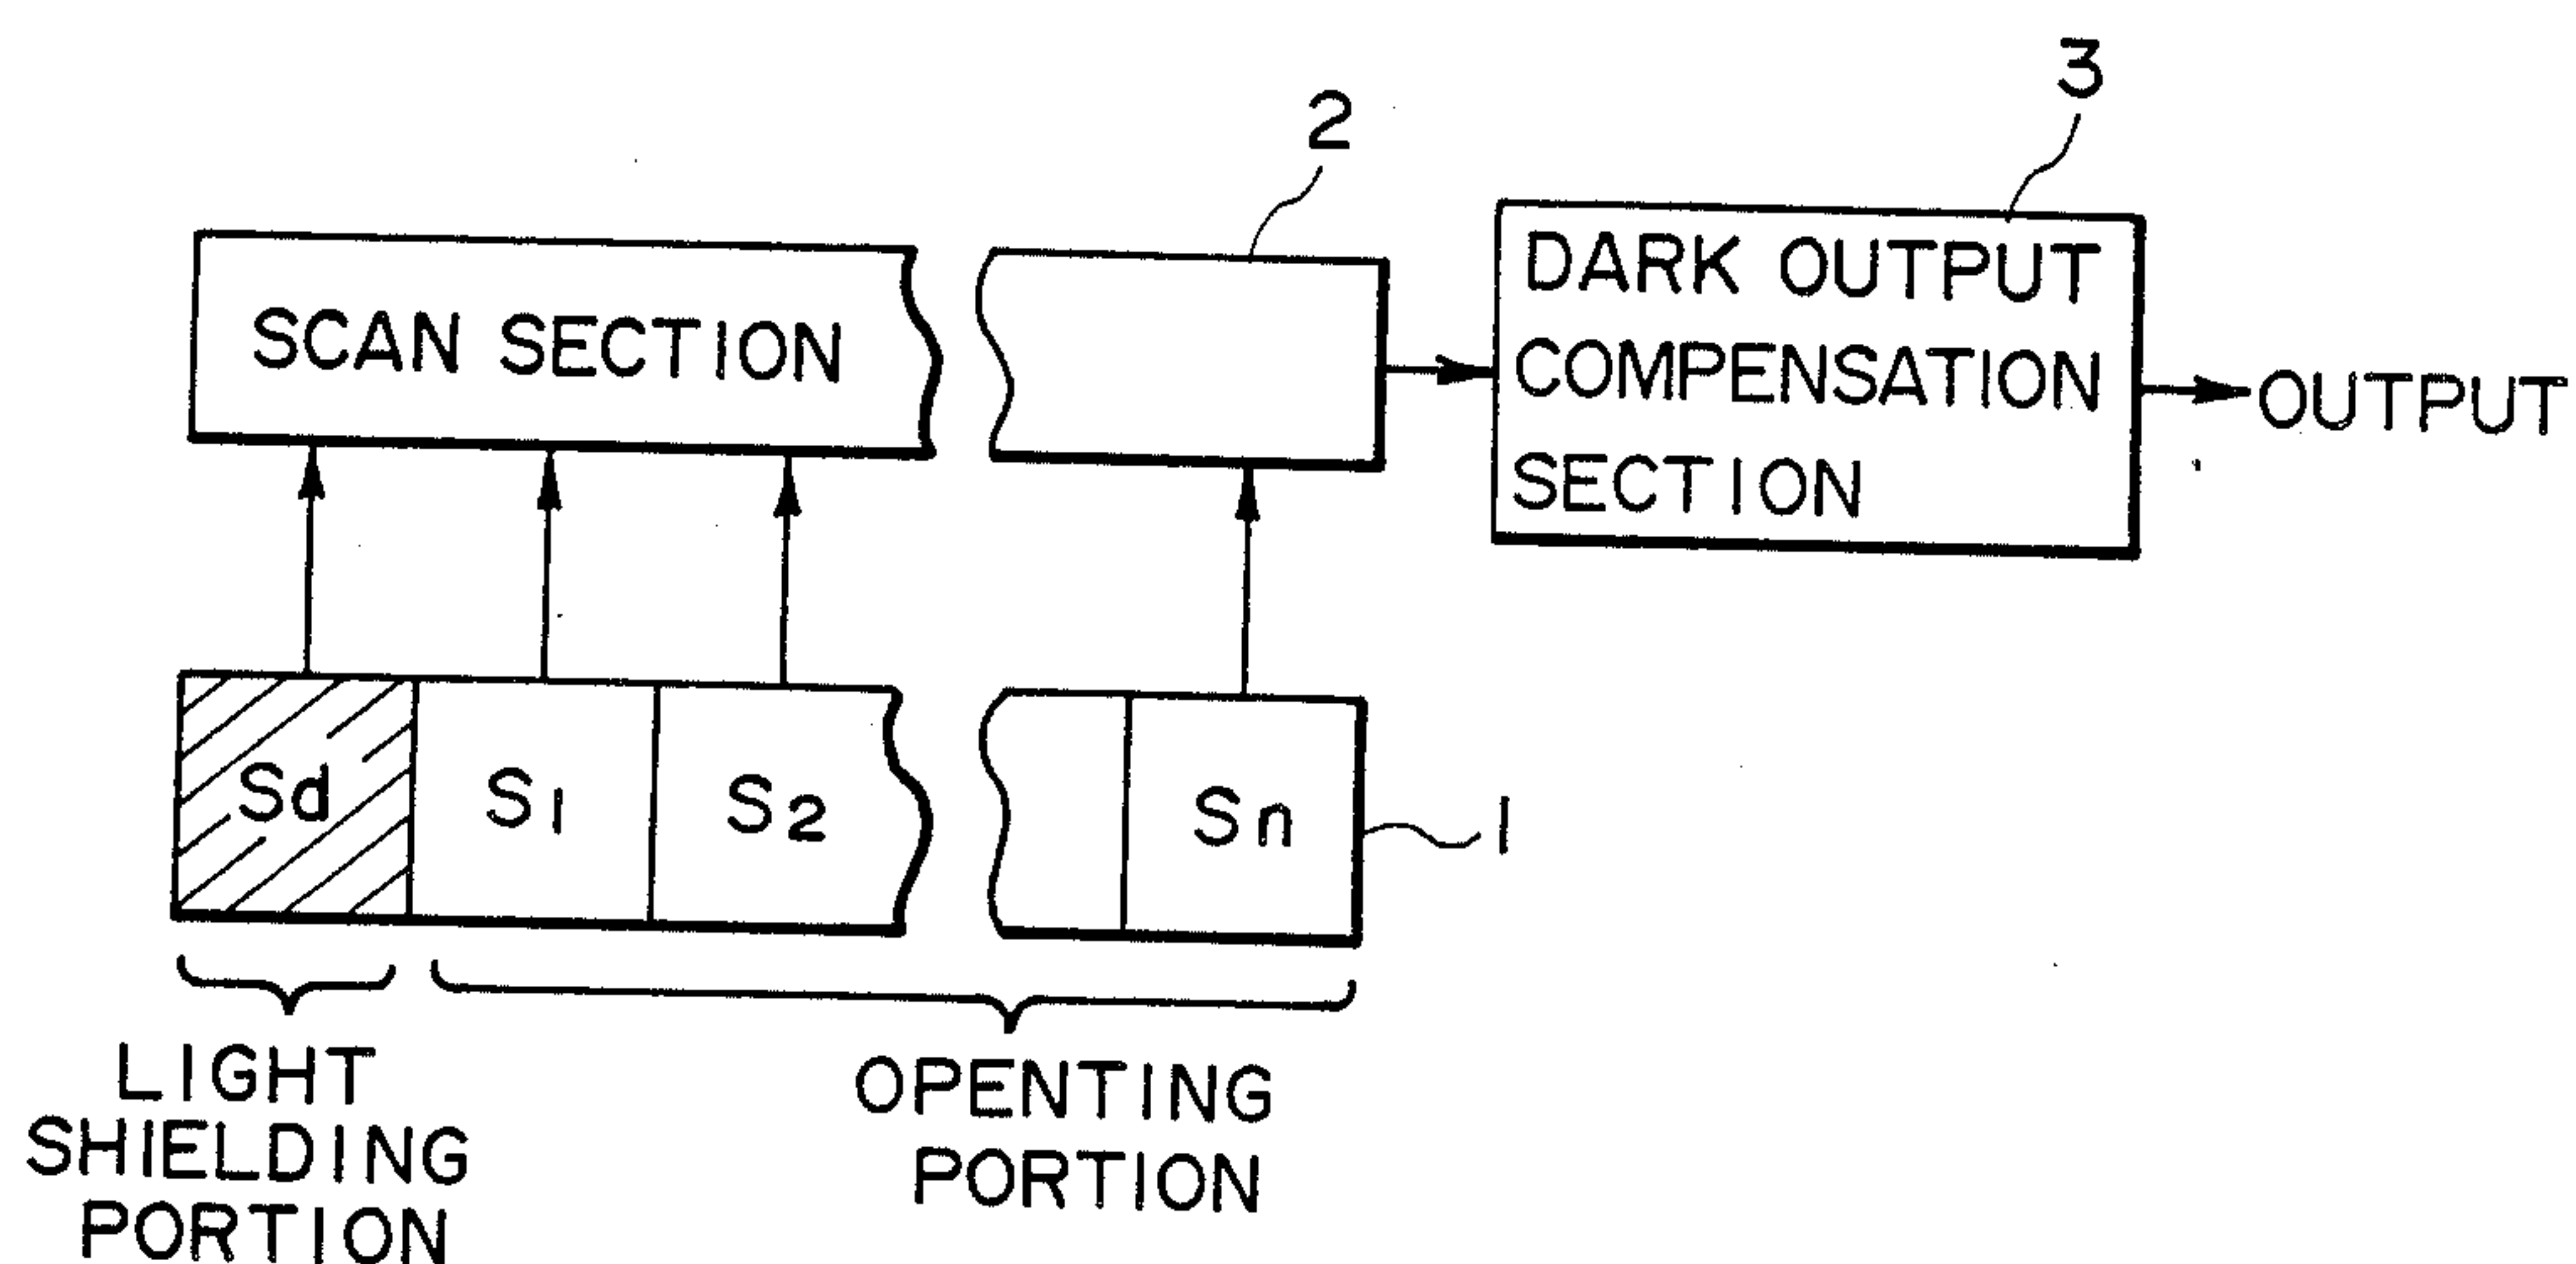 3
2
SCAN SECTION
DARK OUTPUT
COMPENSATION
SECTION
OUTPUT
Sd
S1
S2
Sn
1
LIGHT
SHIELDING
PORTION
OPENTING
PORTION